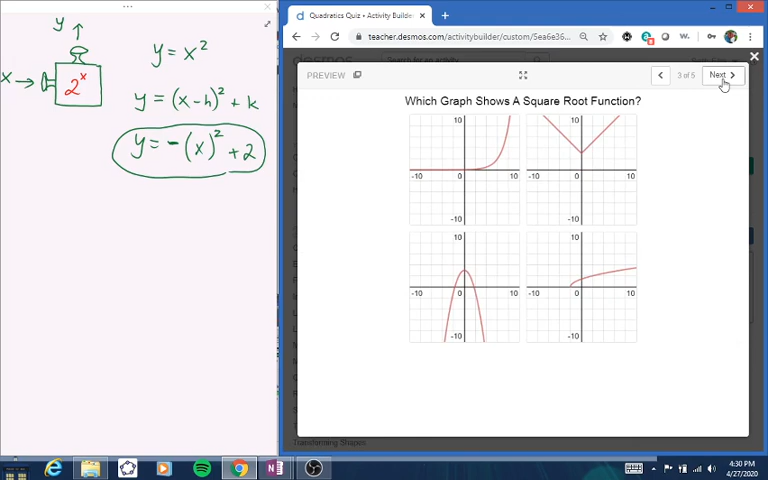 y
x → 2^x
y = x²
y = (x-h)² + k
y = -(x)² + 2
Quadratics Quiz • Activity Builder
teacher.desmos.com/activitybuilder/custom/5ea6e36...
PREVIEW
3 of 5
Next
Which Graph Shows A Square Root Function?
10
-10
0
10
-10
10
-10
0
10
-10
10
-10
0
10
-10
10
-10
0
10
-10
Transforming Shapes
4:30 PM
4/27/2020